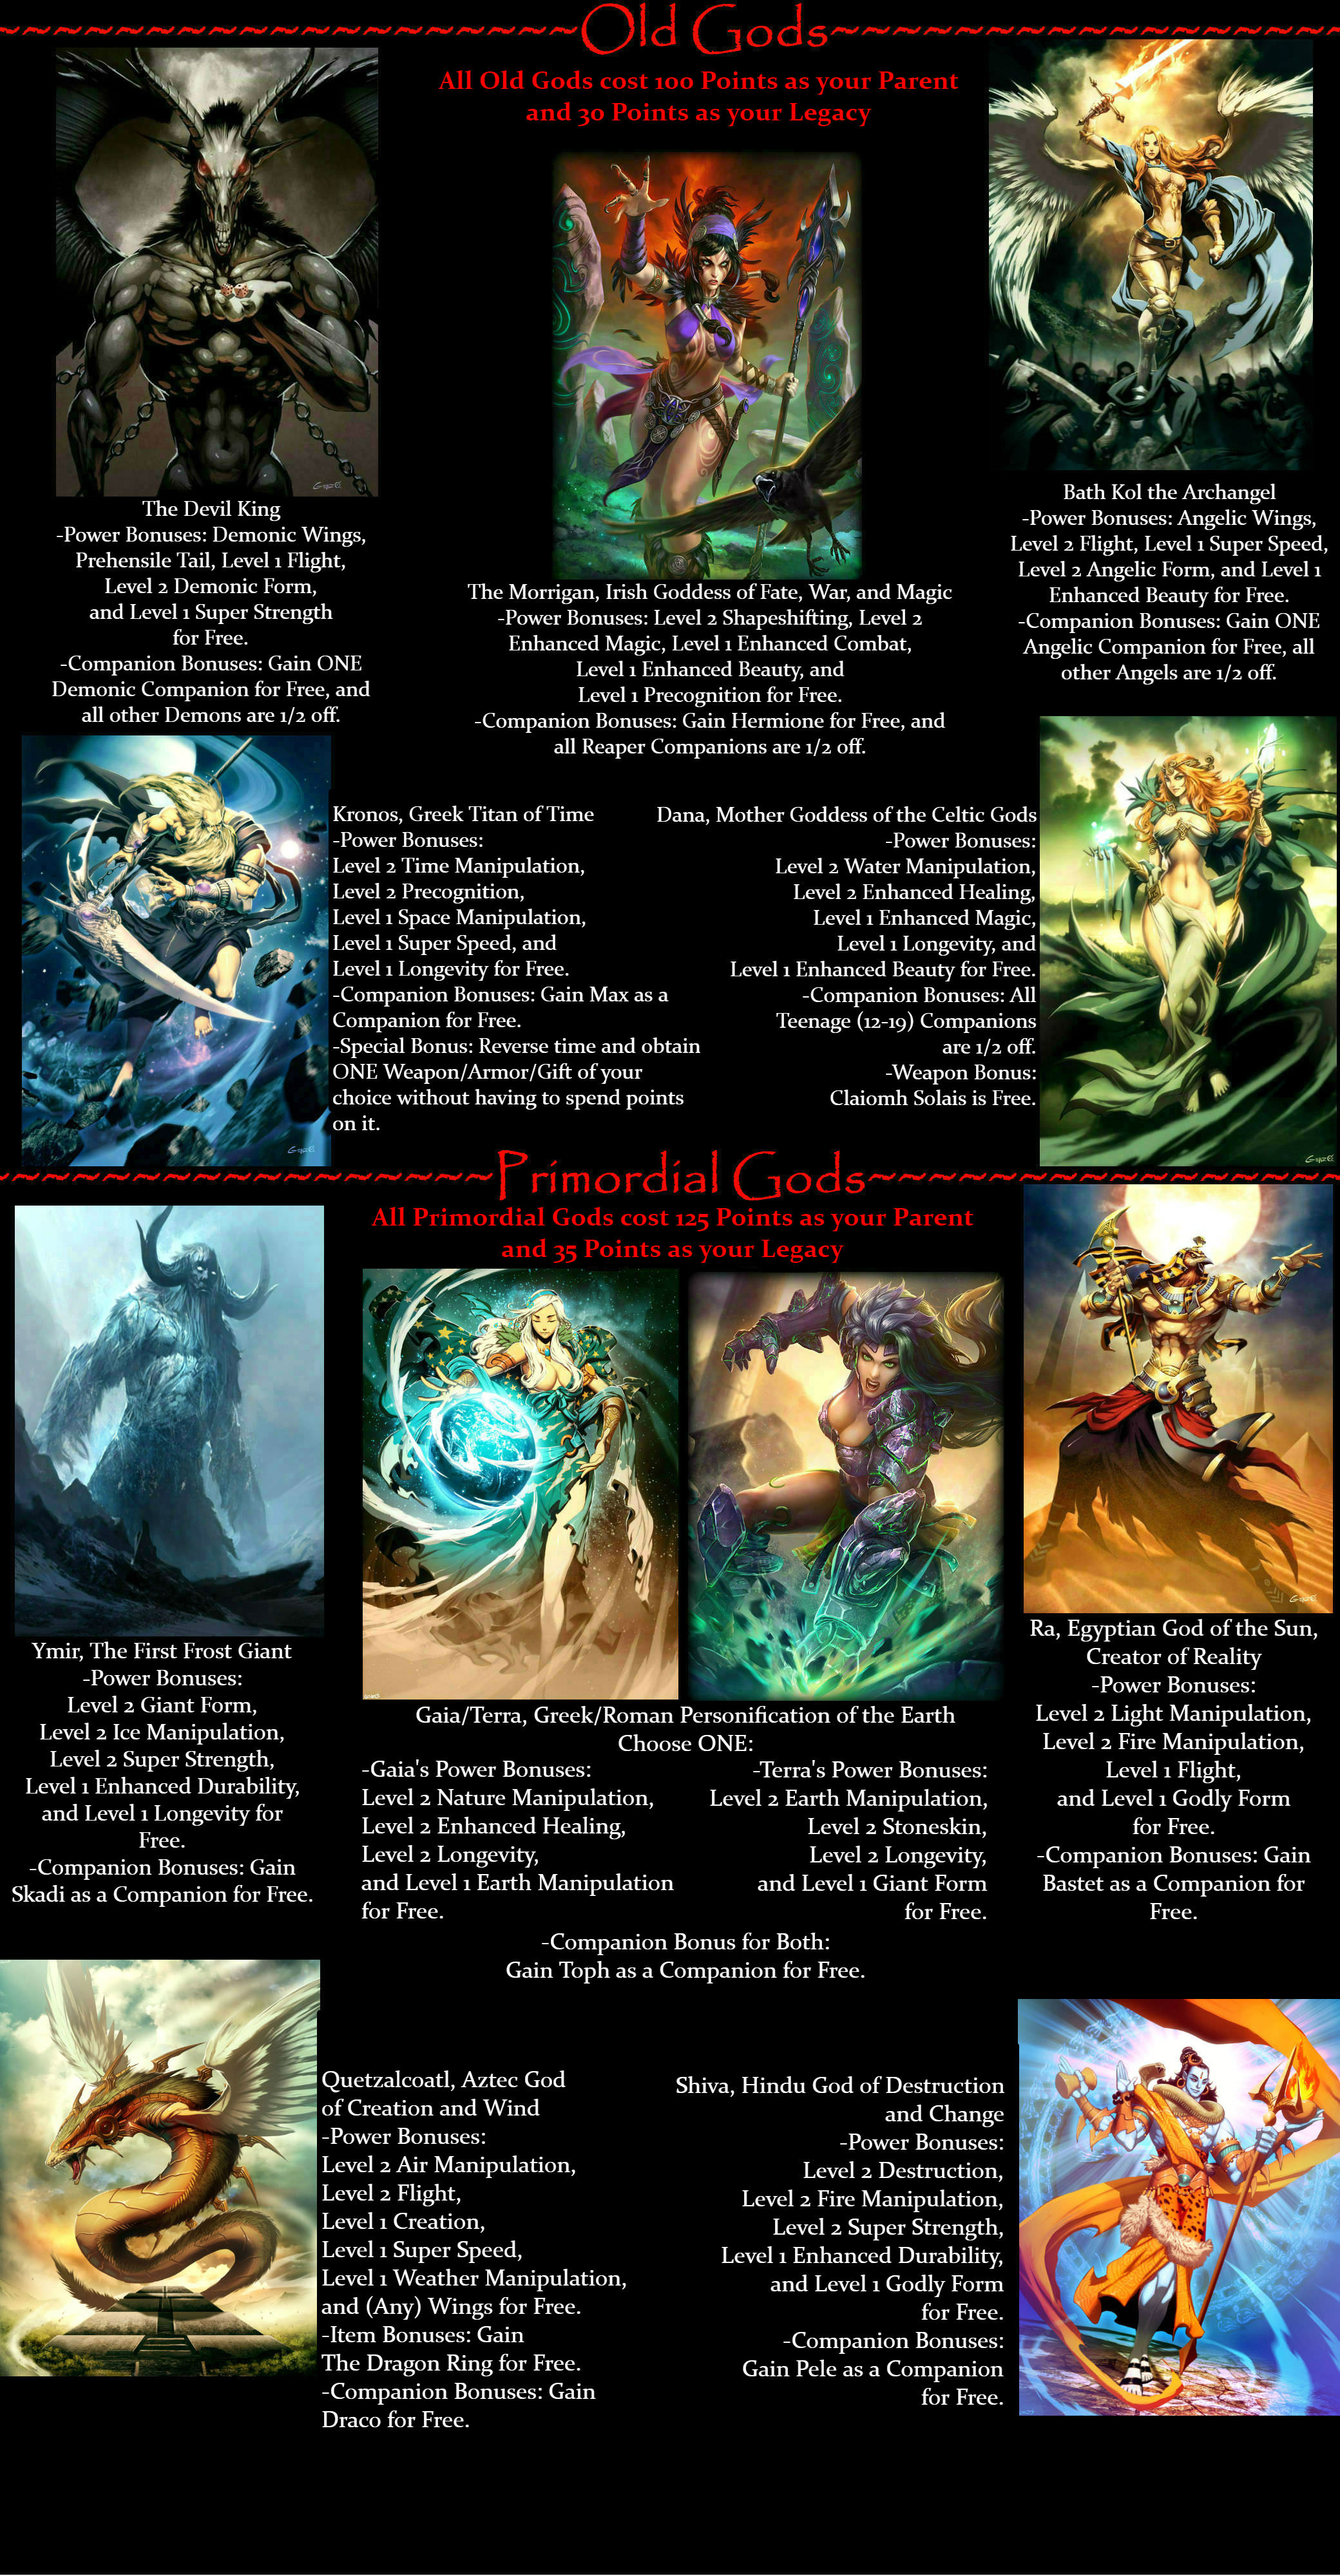 Old Gods
All Old Gods cost 100 Points as your Parent
and 30 Points as your Legacy
The Devil King
-Power Bonuses: Demonic Wings,
Prehensile Tail, Level 1 Flight,
Level 2 Demonic Form,
and Level 1 Super Strength
for Free.
-Companion Bonuses: Gain ONE
Demonic Companion for Free, and
all other Demons are 1/2 off.
The Morrigan, Irish Goddess of Fate, War, and Magic
-Power Bonuses: Level 2 Shapeshifting, Level 2
Enhanced Magic, Level 1 Enhanced Combat,
Level 1 Enhanced Beauty, and
Level 1 Precognition for Free.
-Companion Bonuses: Gain Hermione for Free, and
all Reaper Companions are 1/2 off.
Bath Kol the Archangel
-Power Bonuses: Angelic Wings,
Level 2 Flight, Level 1 Super Speed,
Level 2 Angelic Form, and Level 1
Enhanced Beauty for Free.
-Companion Bonuses: Gain ONE
Angelic Companion for Free, all
other Angels are 1/2 off.
Kronos, Greek Titan of Time
-Power Bonuses:
Level 2 Time Manipulation,
Level 2 Precognition,
Level 1 Space Manipulation,
Level 1 Super Speed, and
Level 1 Longevity for Free.
-Companion Bonuses: Gain Max as a
Companion for Free.
-Special Bonus: Reverse time and obtain
ONE Weapon/Armor/Gift of your
choice without having to spend points
on it.
Dana, Mother Goddess of the Celtic Gods
-Power Bonuses:
Level 2 Water Manipulation,
Level 2 Enhanced Healing,
Level 1 Enhanced Magic,
Level 1 Longevity, and
Level 1 Enhanced Beauty for Free.
-Companion Bonuses: All
Teenage (12-19) Companions
are 1/2 off.
-Weapon Bonus:
Claiomh Solais is Free.
Primordial Gods
All Primordial Gods cost 125 Points as your Parent
and 35 Points as your Legacy
Ymir, The First Frost Giant
-Power Bonuses:
Level 2 Giant Form,
Level 2 Ice Manipulation,
Level 2 Super Strength,
Level 1 Enhanced Durability,
and Level 1 Longevity for
Free.
-Companion Bonuses: Gain
Skadi as a Companion for Free.
Gaia/Terra, Greek/Roman Personification of the Earth
Choose ONE:
-Gaia's Power Bonuses:
Level 2 Nature Manipulation,
Level 2 Enhanced Healing,
Level 2 Longevity,
and Level 1 Earth Manipulation
for Free.
-Terra's Power Bonuses:
Level 2 Earth Manipulation,
Level 2 Stoneskin,
Level 2 Longevity,
and Level 1 Giant Form
for Free.
-Companion Bonus for Both:
Gain Toph as a Companion for Free.
Ra, Egyptian God of the Sun,
Creator of Reality
-Power Bonuses:
Level 2 Light Manipulation,
Level 2 Fire Manipulation,
Level 1 Flight,
and Level 1 Godly Form
for Free.
-Companion Bonuses: Gain
Bastet as a Companion for
Free.
Quetzalcoatl, Aztec God
of Creation and Wind
-Power Bonuses:
Level 2 Air Manipulation,
Level 2 Flight,
Level 1 Creation,
Level 1 Super Speed,
Level 1 Weather Manipulation,
and (Any) Wings for Free.
-Item Bonuses: Gain
The Dragon Ring for Free.
-Companion Bonuses: Gain
Draco for Free.
Shiva, Hindu God of Destruction
and Change
-Power Bonuses:
Level 2 Destruction,
Level 2 Fire Manipulation,
Level 2 Super Strength,
Level 1 Enhanced Durability,
and Level 1 Godly Form
for Free.
-Companion Bonuses:
Gain Pele as a Companion
for Free.